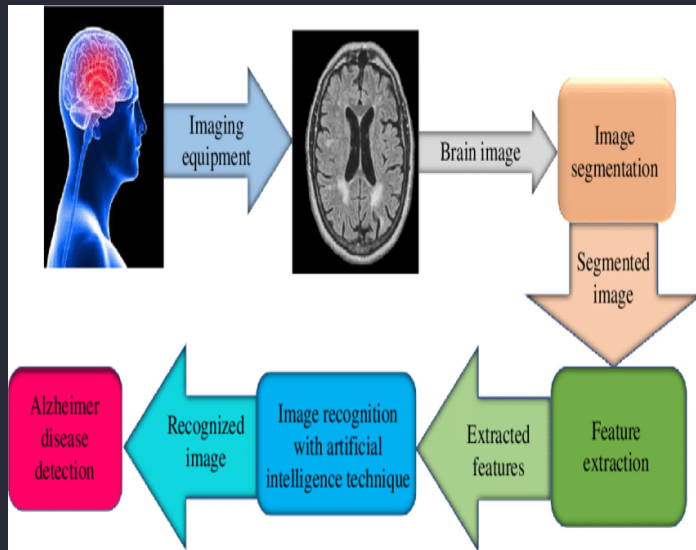 Imaging
equipment
Brain image
Image
segmentation
Segmented
image
Feature
extraction
Extracted
features
Image recognition
with artificial
intelligence technique
Recognized
image
Alzheimer
disease
detection